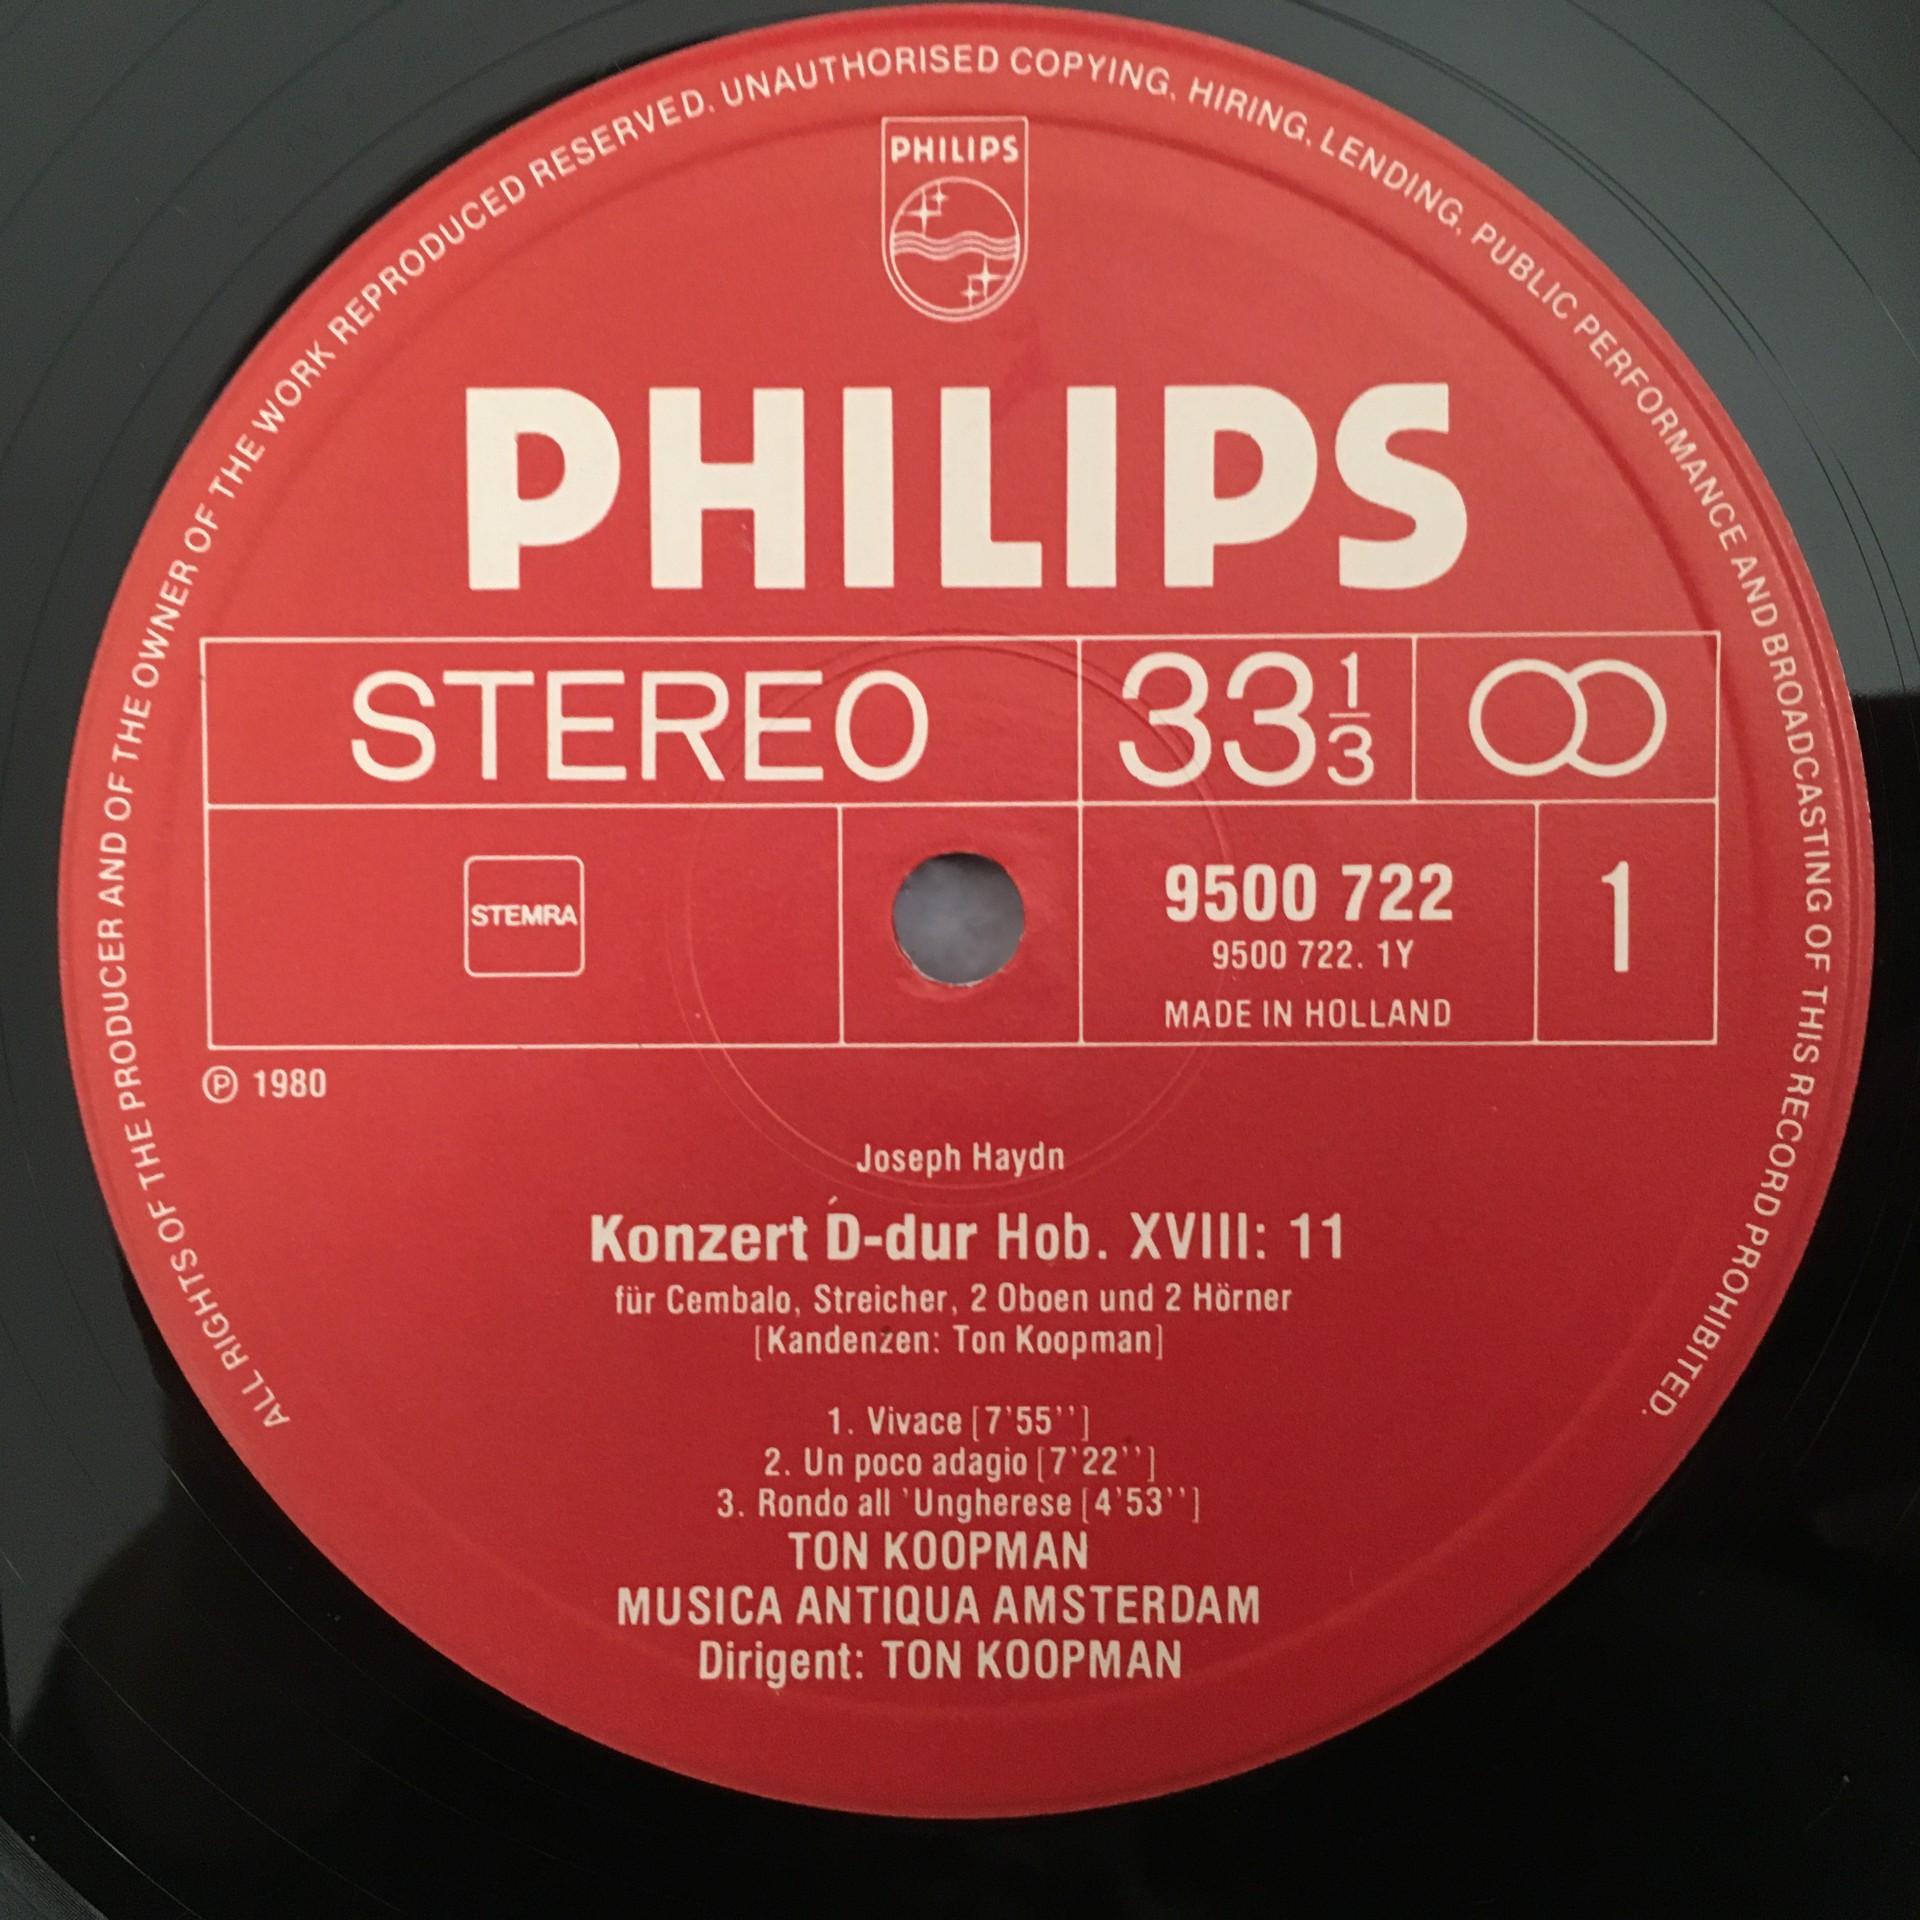 ALL RIGHTS OF THE PRODUCER AND OF THE OWNER OF THE WORK REPRODUCED RESERVED. UNAUTHORISED COPYING, HIRING, LENDING, PUBLIC PERFORMANCE AND BROADCASTING OF THIS RECORD PROHIBITED.
PHILIPS
PHILIPS
STEREO 33 1/3
STEMRA
9500 722
9500 722. 1Y
MADE IN HOLLAND
1
Ⓟ 1980
Joseph Haydn
Konzert D-dur Hob. XVIII: 11
für Cembalo, Streicher, 2 Oboen und 2 Hörner
[Kandenzen: Ton Koopman]
1. Vivace [7'55'']
2. Un poco adagio [7'22'']
3. Rondo all 'Ungherese [4'53'']
TON KOOPMAN
MUSICA ANTIQUA AMSTERDAM
Dirigent: TON KOOPMAN